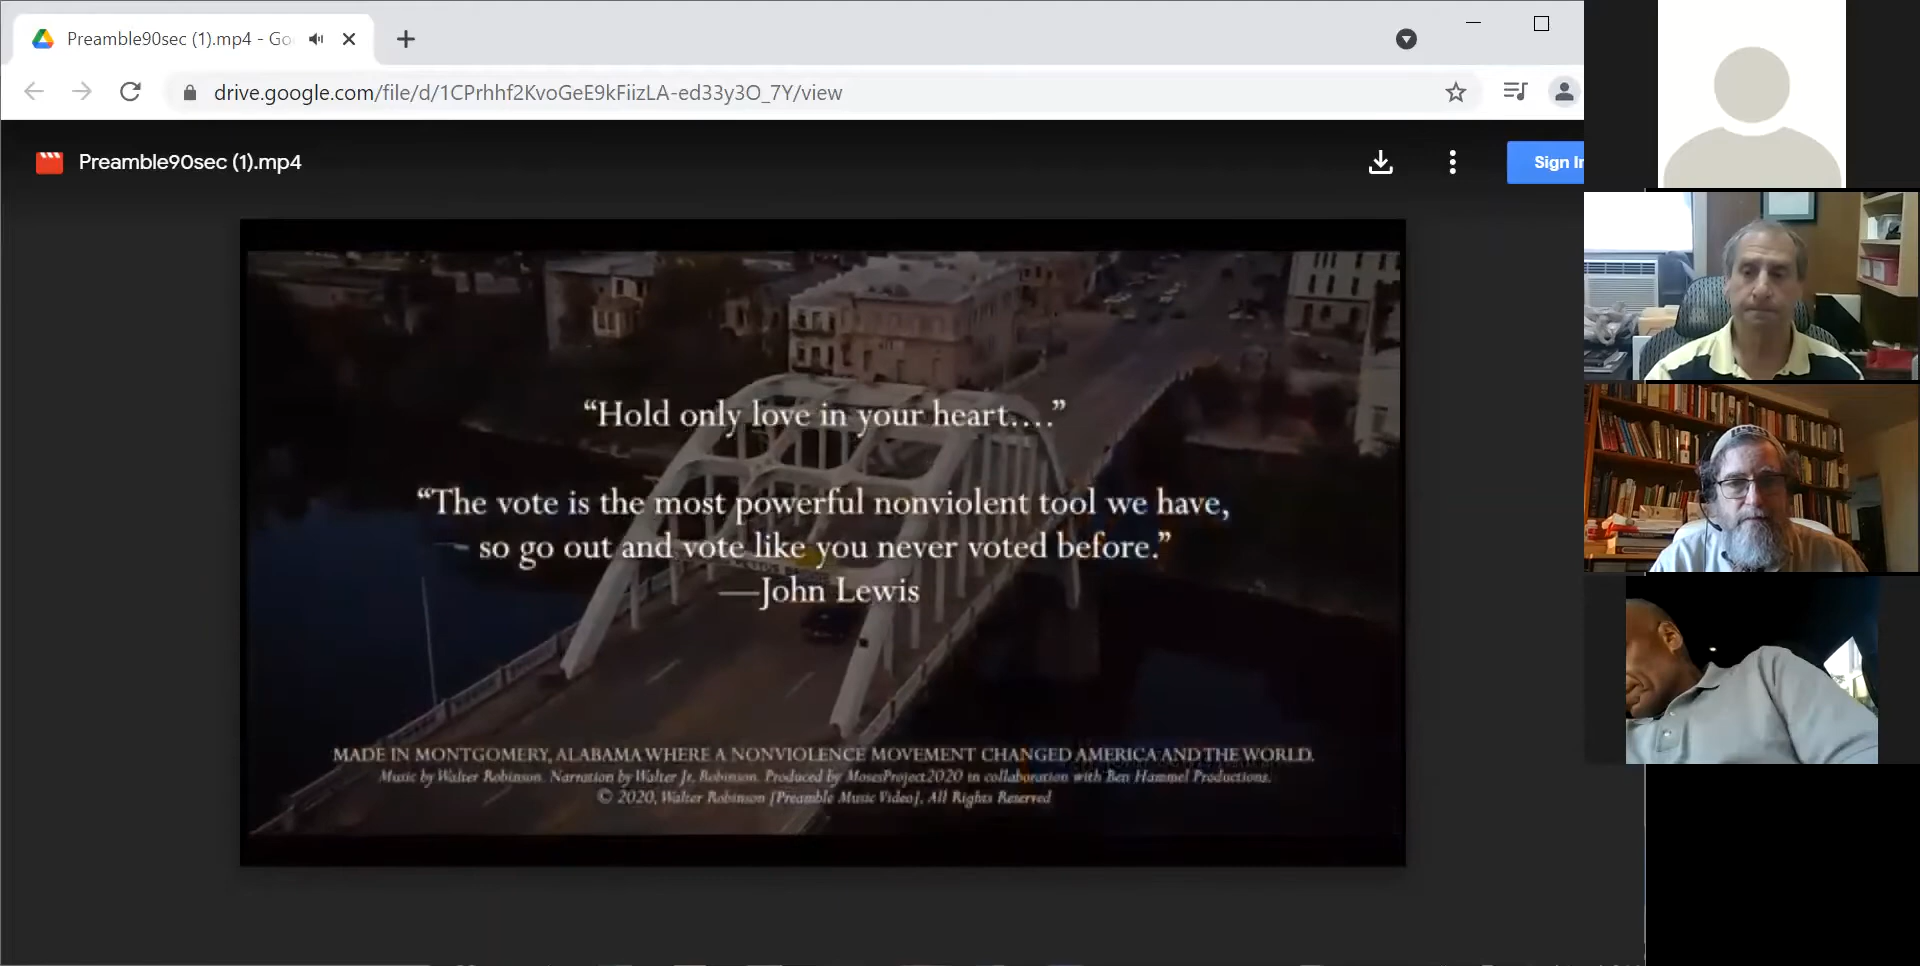 Preamble90sec (1).mp4 - Go
drive.google.com/file/d/1CPrhhf2KvoGeE9kFiizLA-ed33y3O_7Y/view
Preamble90sec (1).mp4
Sign In
“Hold only love in your heart....”
“The vote is the most powerful nonviolent tool we have,
so go out and vote like you never voted before.”
—John Lewis
MADE IN MONTGOMERY, ALABAMA WHERE A NONVIOLENCE MOVEMENT CHANGED AMERICA AND THE WORLD.
Music by Walter Robinson. Narration by Walter Jr. Robinson. Produced by MosesProject2020 in collaboration with Ben Hammel Productions.
© 2020, Walter Robinson [Preamble Music Video], All Rights Reserved